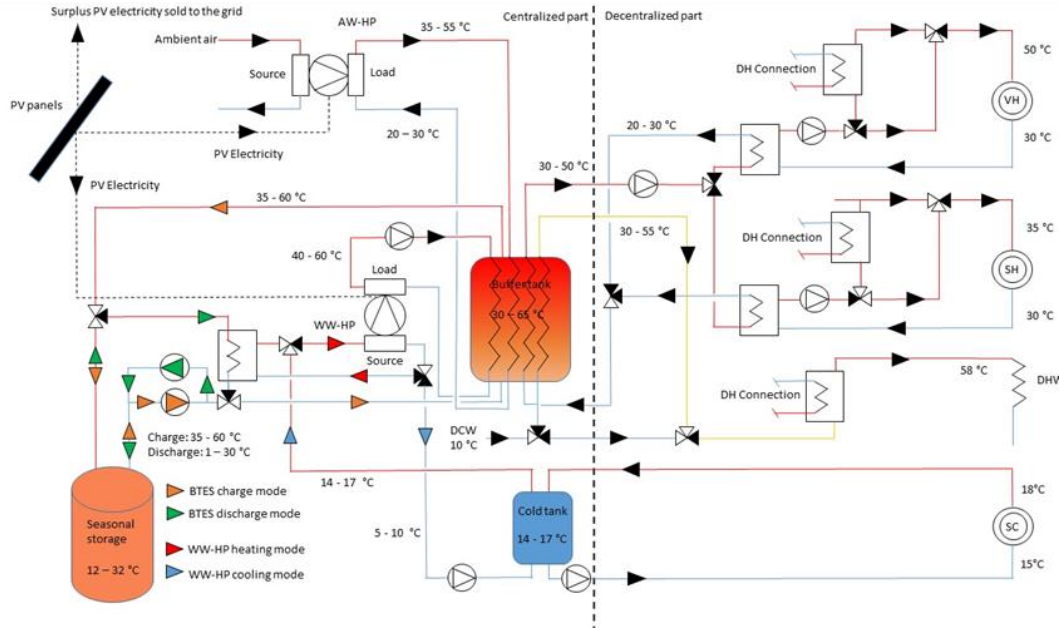 Surplus PV electricity sold to the grid
AW-HP
35 - 55 °C
Centralized part
Decentralized part
Ambient air
Source
Load
DH Connection
50 °C
PV panels
VH
20 – 30 °C
20 - 30 °C
30 °C
PV Electricity
30 - 50 °C
PV Electricity
35 - 60 °C
30 - 55 °C
35 °C
DH Connection
40 - 60 °C
Load
Buffertank
SH
30 – 65 °C
30 °C
WW-HP
Source
58 °C
DH Connection
DHW
DCW
10 °C
Charge: 35 - 60 °C
Discharge: 1 – 30 °C
14 - 17 °C
18°C
BTES charge mode
Cold tank
Seasonal
storage
BTES discharge mode
SC
5 - 10 °C
14 - 17 °C
WW-HP heating mode
12 – 32 °C
WW-HP cooling mode
15°C